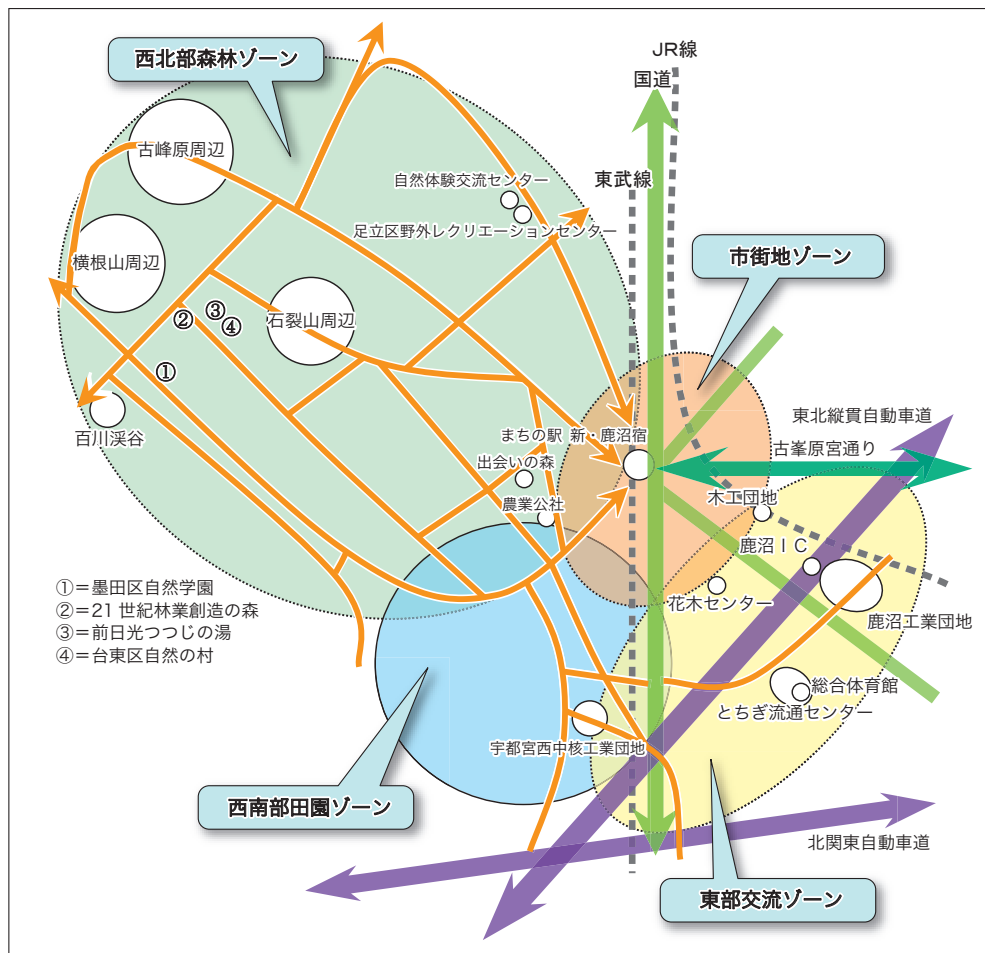 西北部森林ゾーン
JR線
国道
古峰原周辺
自然体験交流センター
東武線
足立区野外レクリエーションセンター
横根山周辺
市街地ゾーン
③
②
④
石裂山周辺
①
百川渓谷
東北縦貫自動車道
まちの駅 新・鹿沼宿
古峯原宮通り
出会いの森
木工団地
農業公社
鹿沼IC
花木センター
鹿沼工業団地
①=墨田区自然学園
②=21世紀林業創造の森
③=前日光つつじの湯
④=台東区自然の村
総合体育館
とちぎ流通センター
宇都宮西中核工業団地
西南部田園ゾーン
北関東自動車道
東部交流ゾーン